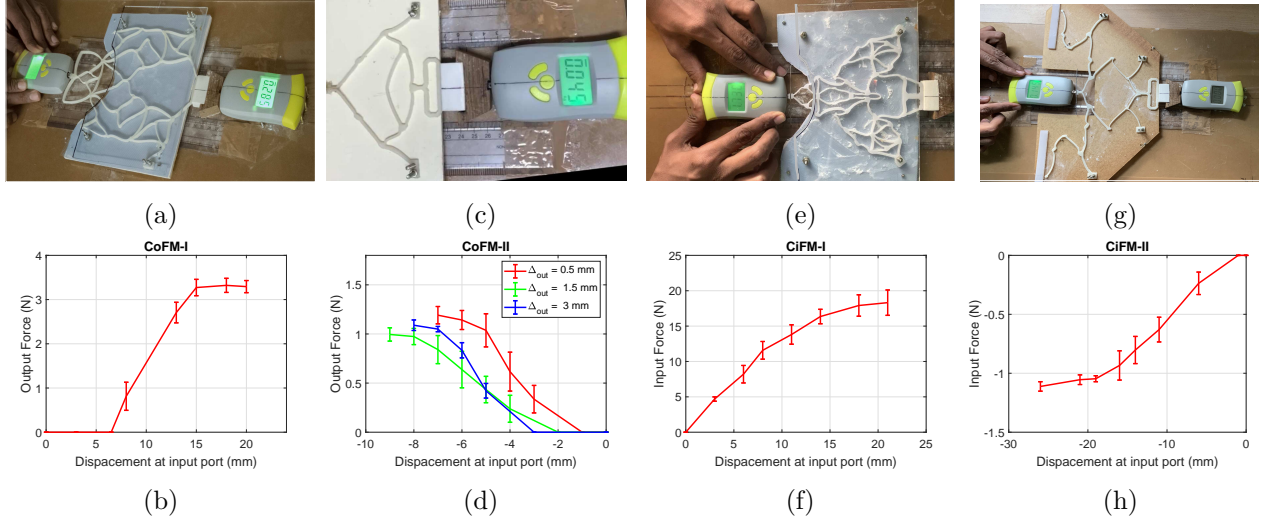 0285
0045
(a)
(c)
(e)
(g)
CoFM-I
Output Force (N)
4
3
2
1
0
0 5 10 15 20
Dispacement at input port (mm)
(b)
CoFM-II
Output Force (N)
1.5
1
0.5
0
Δout = 0.5 mm
Δout = 1.5 mm
Δout = 3 mm
-10 -8 -6 -4 -2 0
Dispacement at input port (mm)
(d)
CiFM-I
Input Force (N)
25
20
15
10
5
0
0 5 10 15 20 25
Dispacement at input port (mm)
(f)
CiFM-II
Input Force (N)
0
-0.5
-1
-1.5
-30 -20 -10 0
Dispacement at input port (mm)
(h)